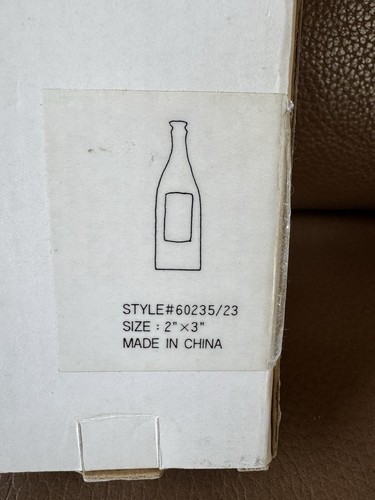 STYLE#60235/23
SIZE : 2"×3"
MADE IN CHINA